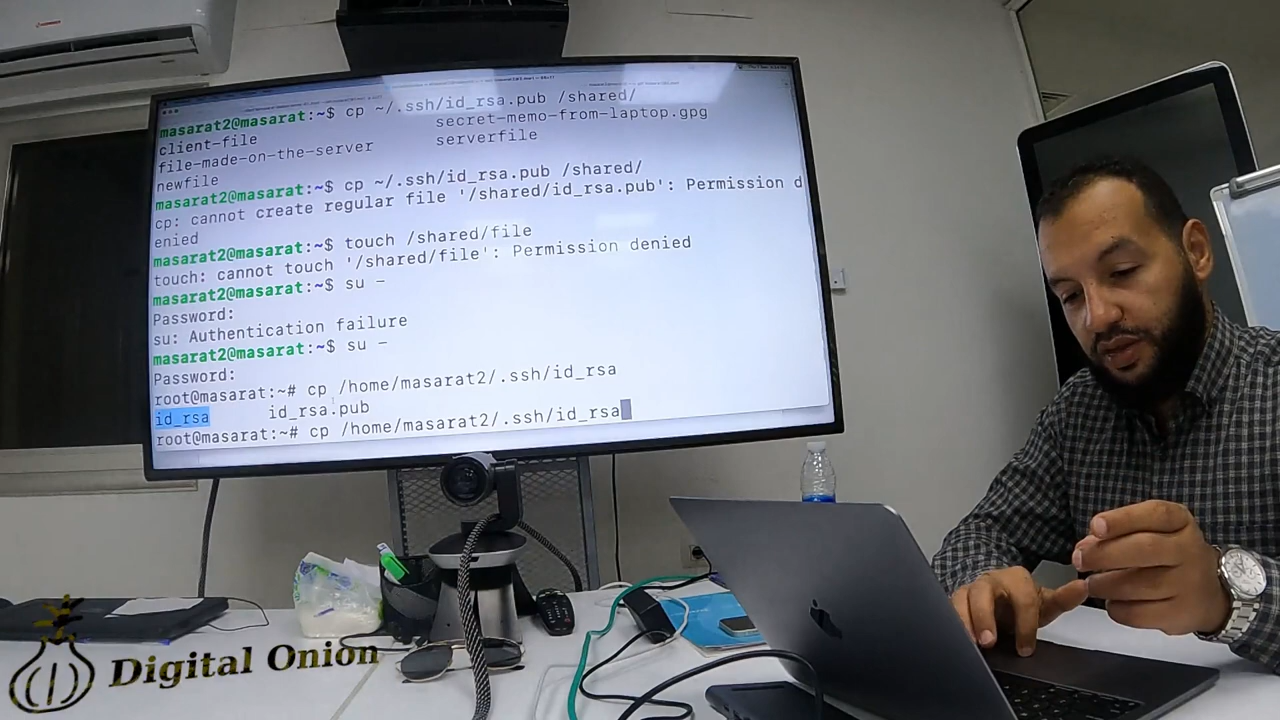 masarat2@masarat:~$ cp ~/.ssh/id_rsa.pub /shared/
client-file secret-memo-from-laptop.gpg
file-made-on-the-server serverfile
newfile
masarat2@masarat:~$ cp ~/.ssh/id_rsa.pub /shared/
cp: cannot create regular file '/shared/id_rsa.pub': Permission d
enied
masarat2@masarat:~$ touch /shared/file
touch: cannot touch '/shared/file': Permission denied
masarat2@masarat:~$ su -
Password:
su: Authentication failure
masarat2@masarat:~$ su -
Password:
root@masarat:~# cp /home/masarat2/.ssh/id_rsa
id_rsa id_rsa.pub
root@masarat:~# cp /home/masarat2/.ssh/id_rsa
Digital Onion